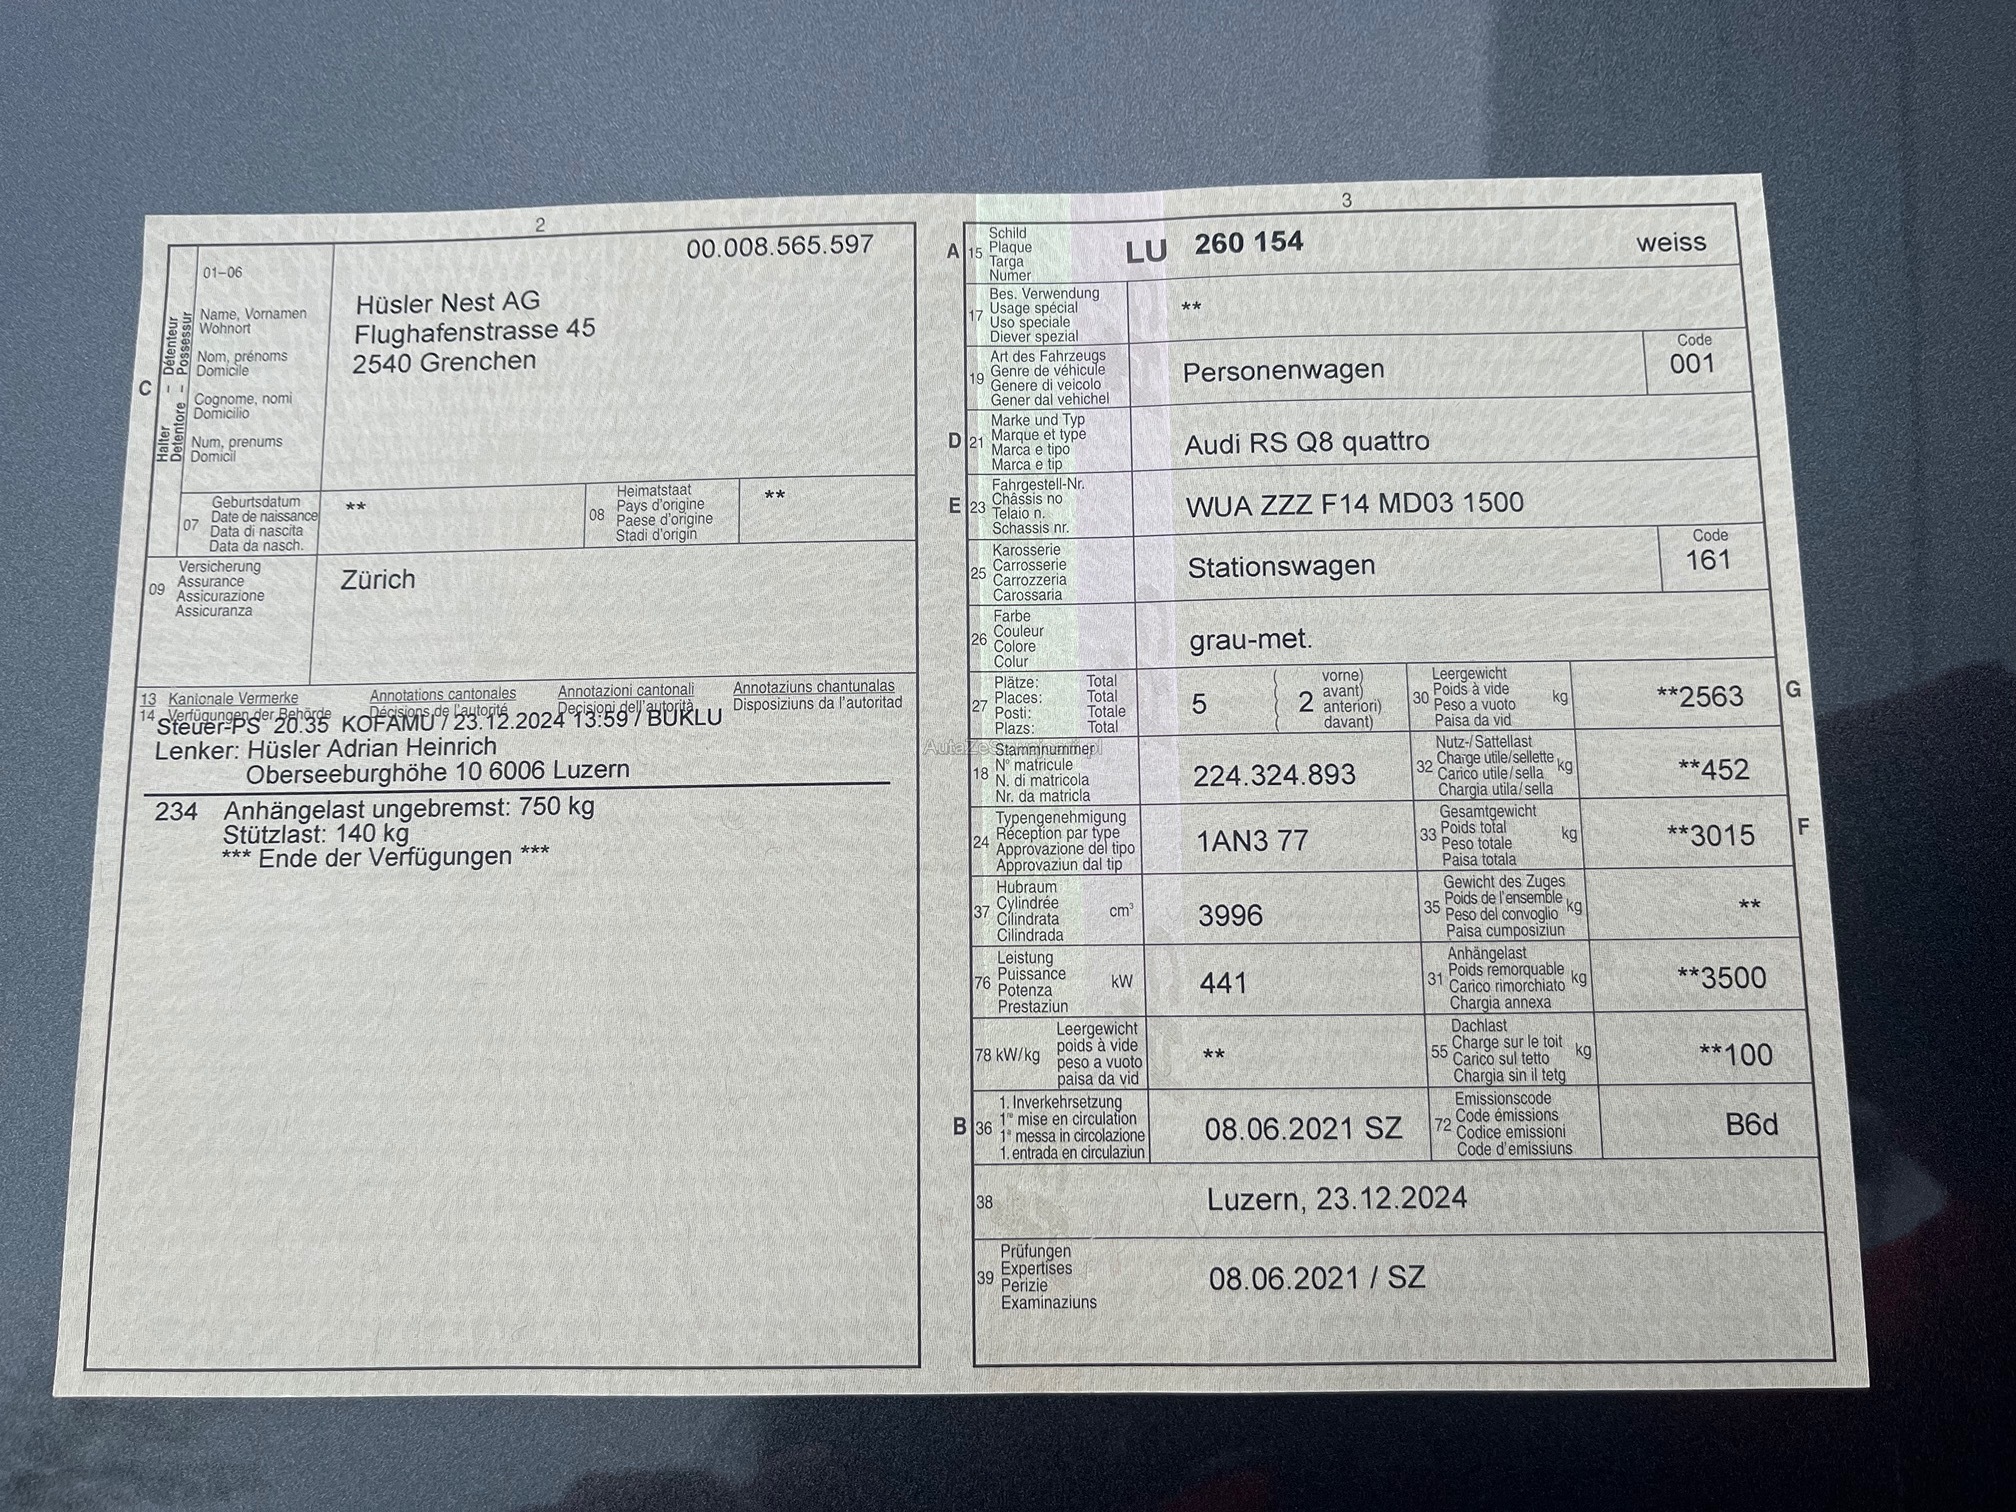 2
00.008.565.597
01–06
Halter – Détenteur
Detentore – Possessur
C
Name, Vornamen
Wohnort
Nom, prénoms
Domicile
Cognome, nomi
Domicilio
Num, prenums
Domicil
Hüsler Nest AG
Flughafenstrasse 45
2540 Grenchen
07
Geburtsdatum
Date de naissance
Data di nascita
Data da nasch.
**
08
Heimatstaat
Pays d'origine
Paese d'origine
Stadi d'origin
**
09
Versicherung
Assurance
Assicurazione
Assicuranza
Zürich
13 Kantonale Vermerke Annotations cantonales Annotazioni cantonali Annotaziuns chantunalas
14 Verfügungen der Behörde Décisions de l'autorité Decisioni dell'autorità Disposiziuns da l'autoritad
Steuer-PS 20.35 KOFAMU / 23.12.2024 13:59 / BUKLU
Lenker: Hüsler Adrian Heinrich
Oberseeburghöhe 10 6006 Luzern
234 Anhängelast ungebremst: 750 kg
Stützlast: 140 kg
*** Ende der Verfügungen ***
3
A
15
Schild
Plaque
Targa
Numer
LU 260 154 weiss
17
Bes. Verwendung
Usage spécial
Uso speciale
Diever spezial
**
19
Art des Fahrzeugs
Genre de véhicule
Genere di veicolo
Gener dal vehichel
Personenwagen
Code
001
D
21
Marke und Typ
Marque et type
Marca e tipo
Marca e tip
Audi RS Q8 quattro
E
23
Fahrgestell-Nr.
Châssis no
Telaio n.
Schassis nr.
WUA ZZZ F14 MD03 1500
25
Karosserie
Carrosserie
Carrozzeria
Carossaria
Stationswagen
Code
161
26
Farbe
Couleur
Colore
Colur
grau-met.
27
Plätze: Total
Places: Total
Posti: Totale
Plazs: Total
5
( 2
vorne)
avant)
anteriori)
davant)
30
Leergewicht
Poids à vide
Peso a vuoto
Paisa da vid
kg
**2563
G
18
Stammnummer
N° matricule
N. di matricola
Nr. da matricla
224.324.893
32
Nutz-/Sattellast
Charge utile/sellette
Carico utile/sella
Chargia utila/sella
kg
**452
24
Typengenehmigung
Réception par type
Approvazione del tipo
Approvaziun dal tip
1AN3 77
33
Gesamtgewicht
Poids total
Peso totale
Paisa totala
kg
**3015
F
37
Hubraum
Cylindrée
Cilindrata
Cilindrada
cm³
3996
35
Gewicht des Zuges
Poids de l'ensemble
Peso del convoglio
Paisa cumposiziun
kg
**
76
Leistung
Puissance
Potenza
Prestaziun
kW
441
31
Anhängelast
Poids remorquable
Carico rimorchiato
Chargia annexa
kg
**3500
78 kW/kg
Leergewicht
poids à vide
peso a vuoto
paisa da vid
**
55
Dachlast
Charge sur le toit
Carico sul tetto
Chargia sin il tetg
kg
**100
B
36
1. Inverkehrsetzung
1re mise en circulation
1a messa in circolazione
1. entrada en circulaziun
08.06.2021 SZ
72
Emissionscode
Code émissions
Codice emissioni
Code d'emissiuns
B6d
38
Luzern, 23.12.2024
39
Prüfungen
Expertises
Perizie
Examinaziuns
08.06.2021 / SZ